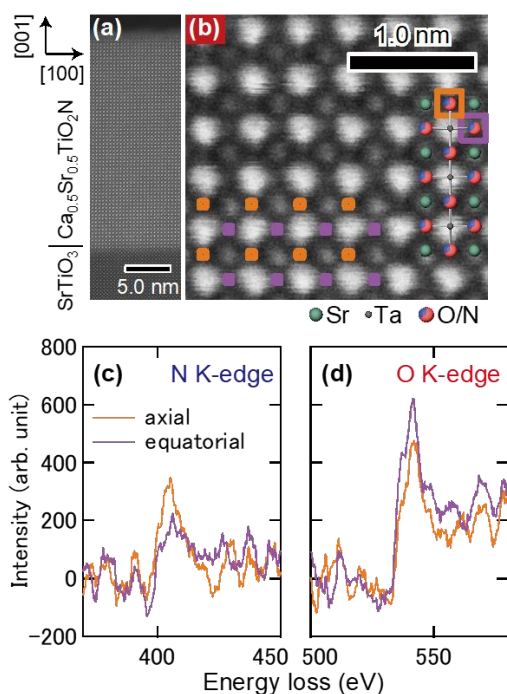 (a)
(b)
1.0 nm
[001]
[100]
SrTiO3 | Ca0.5Sr0.5TiO2N
5.0 nm
Sr Ta O/N
(c) N K-edge
axial
equatorial
(d) O K-edge
Intensity (arb. unit)
800
600
400
200
0
−200
400 450
500 550
Energy loss (eV)